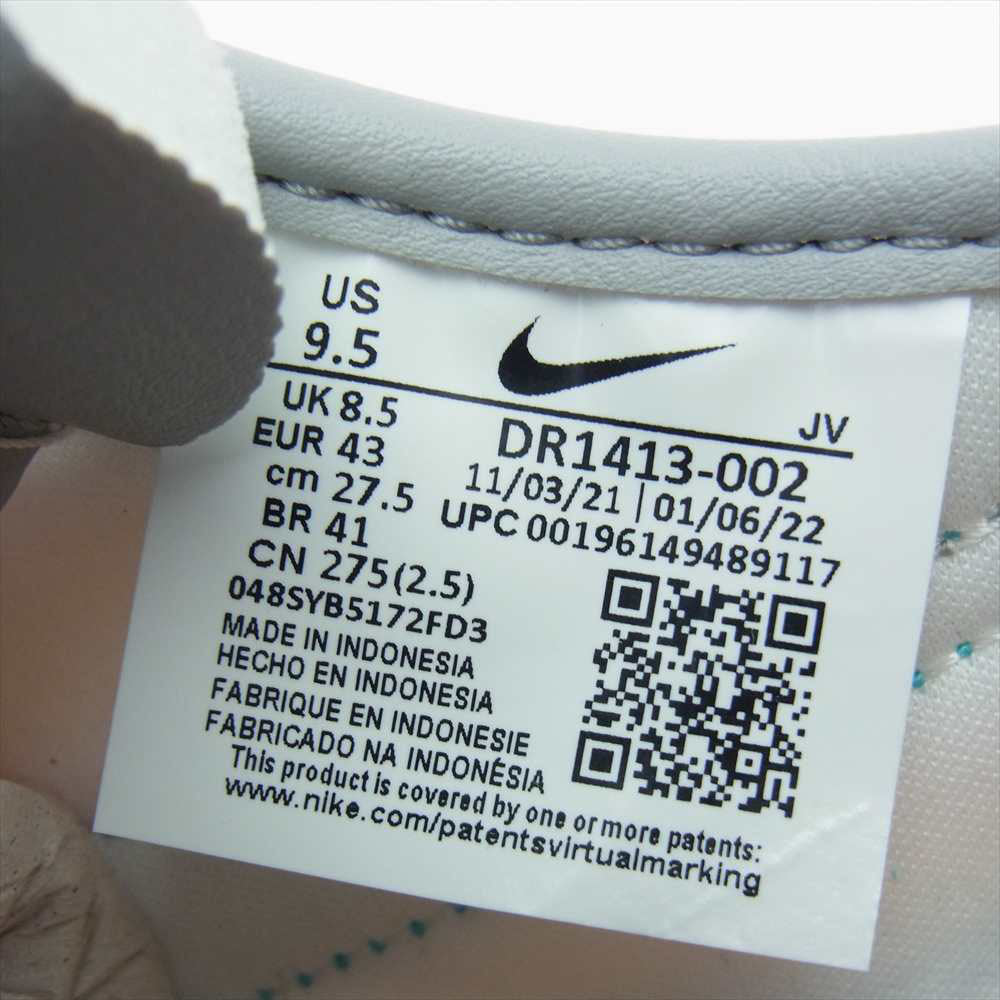 US
9.5
JV
UK 8.5
EUR 43
cm 27.5
BR 41
CN 275(2.5)
DR1413-002
11/03/21 | 01/06/22
UPC 00196149489117
048SYB5172FD3
MADE IN INDONESIA
HECHO EN INDONESIA
FABRIQUE EN INDONESIE
FABRICADO NA INDONÉSIA
This product is covered by one or more patents:
www.nike.com/patentsvirtualmarking